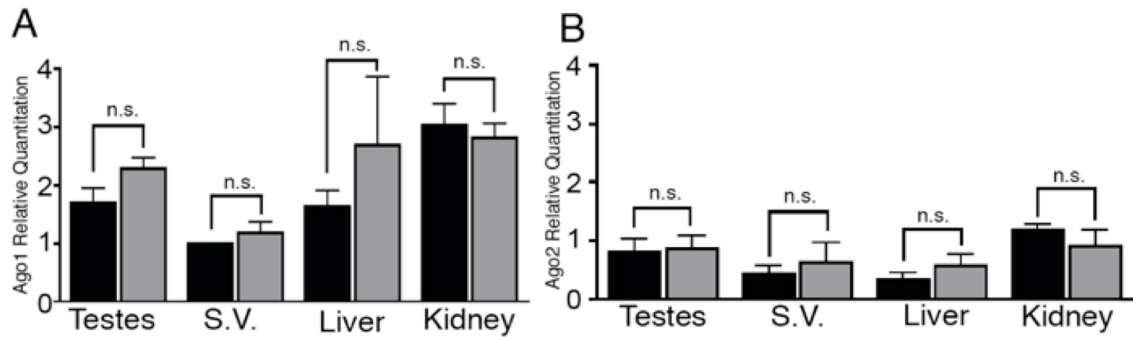 A
Ago1 Relative Quantitation
4
3
2
1
0
n.s.
n.s.
n.s.
n.s.
Testes S.V. Liver Kidney
B
Ago2 Relative Quantitation
4
3
2
1
0
n.s.
n.s.
n.s.
n.s.
Testes S.V. Liver Kidney